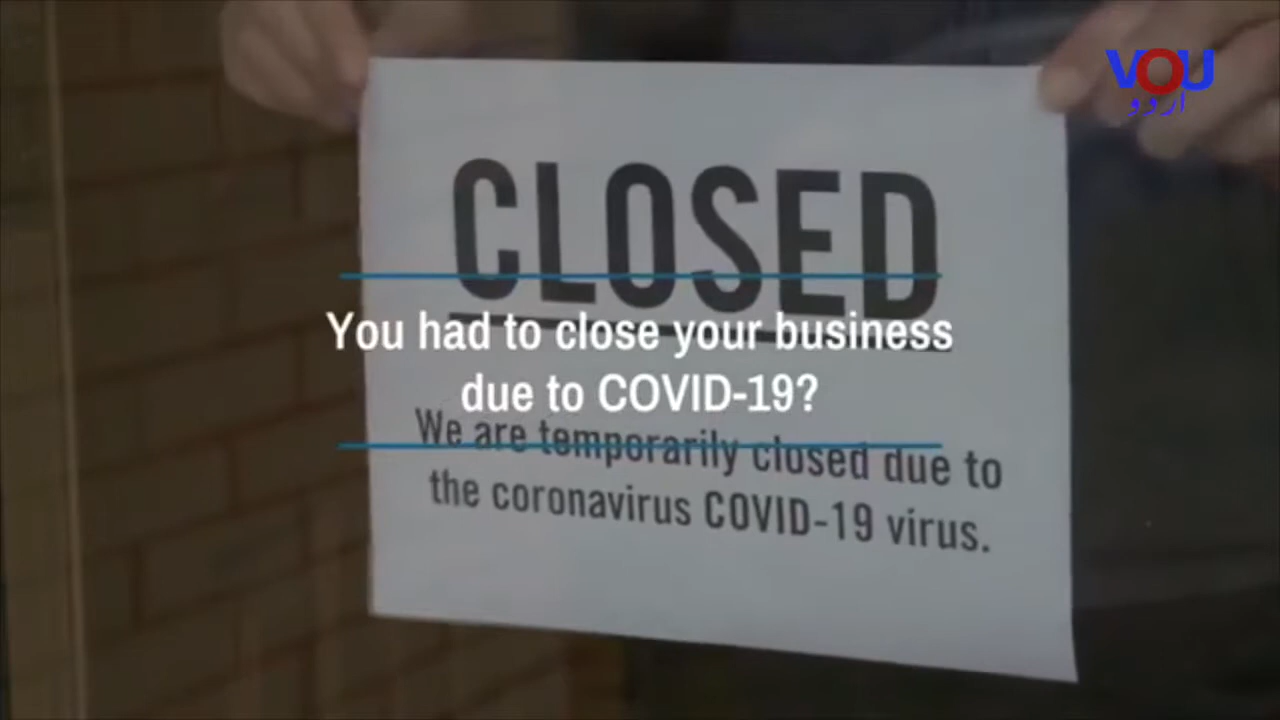 VOU
اردو
CLOSED
You had to close your business
due to COVID-19?
We are temporarily closed due to
the coronavirus COVID-19 virus.